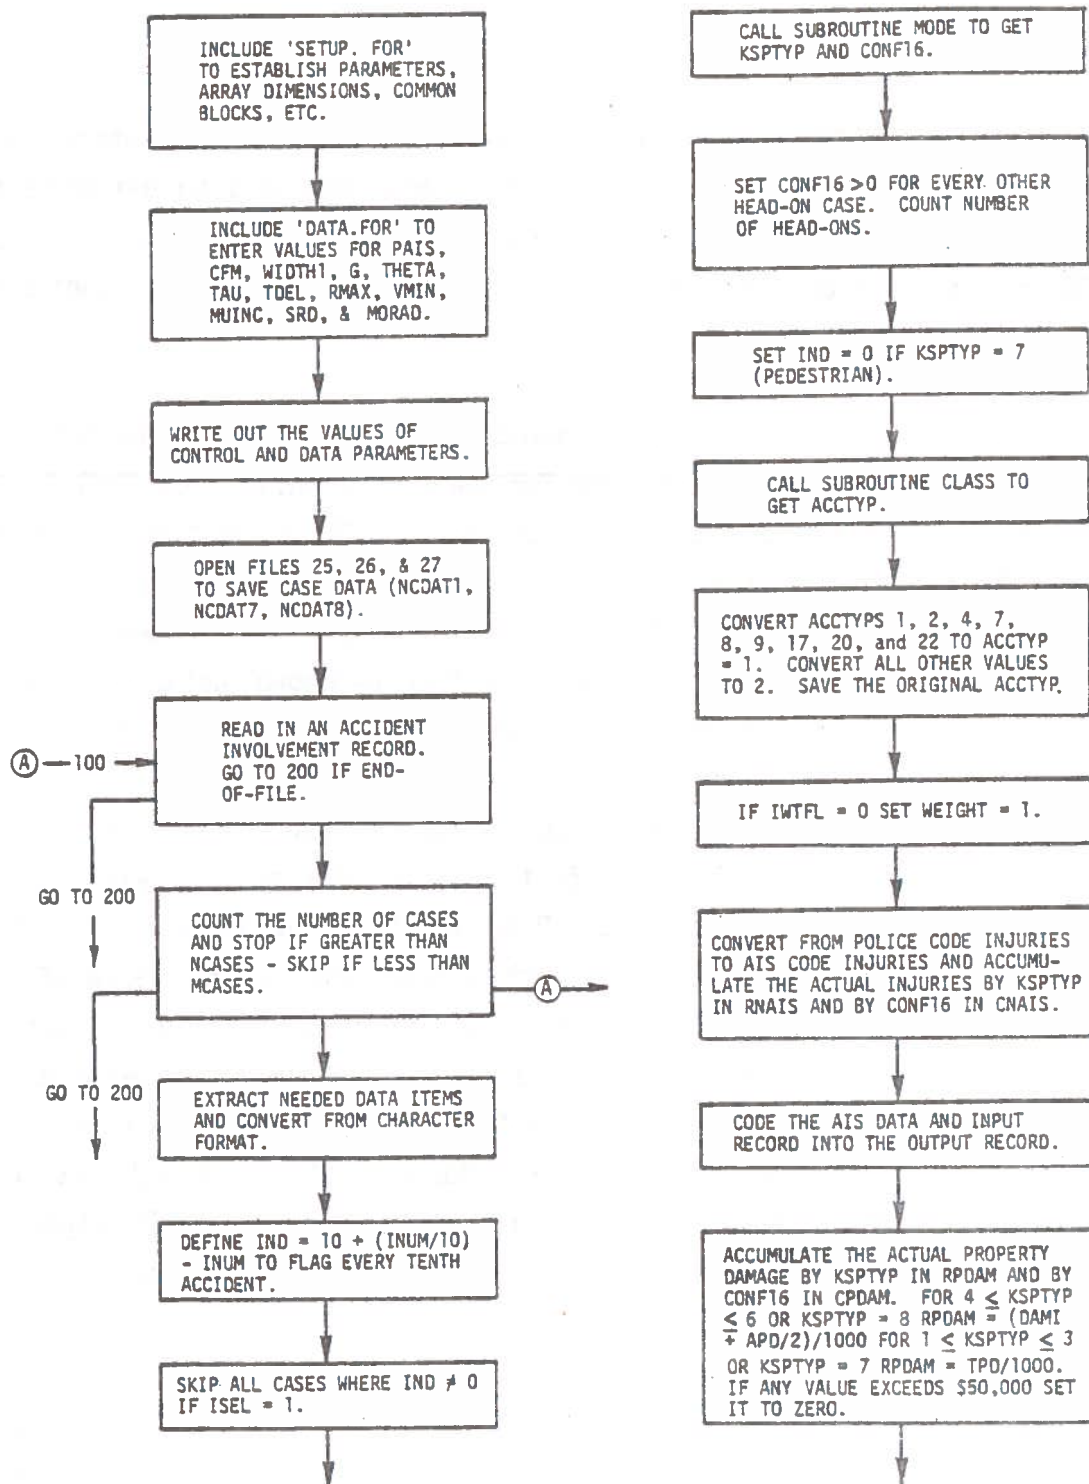 INCLUDE 'SETUP. FOR'
TO ESTABLISH PARAMETERS,
ARRAY DIMENSIONS, COMMON
BLOCKS, ETC.
INCLUDE 'DATA.FOR' TO
ENTER VALUES FOR PAIS,
CFM, WIDTH1, G, THETA,
TAU, TDEL, RMAX, VMIN,
MUINC, SRD, & MORAD.
WRITE OUT THE VALUES OF
CONTROL AND DATA PARAMETERS.
OPEN FILES 25, 26, & 27
TO SAVE CASE DATA (NCDAT1,
NCDAT7, NCDAT8).
A 100
READ IN AN ACCIDENT
INVOLVEMENT RECORD.
GO TO 200 IF END-
OF-FILE.
GO TO 200
COUNT THE NUMBER OF CASES
AND STOP IF GREATER THAN
NCASES - SKIP IF LESS THAN
MCASES.
A
GO TO 200
EXTRACT NEEDED DATA ITEMS
AND CONVERT FROM CHARACTER
FORMAT.
DEFINE IND = 10 + (INUM/10)
- INUM TO FLAG EVERY TENTH
ACCIDENT.
SKIP ALL CASES WHERE IND ≠ 0
IF ISEL = 1.
CALL SUBROUTINE MODE TO GET
KSPTYP AND CONF16.
SET CONF16 >0 FOR EVERY OTHER
HEAD-ON CASE. COUNT NUMBER
OF HEAD-ONS.
SET IND = 0 IF KSPTYP = 7
(PEDESTRIAN).
CALL SUBROUTINE CLASS TO
GET ACCTYP.
CONVERT ACCTYPS 1, 2, 4, 7,
8, 9, 17, 20, and 22 TO ACCTYP
= 1. CONVERT ALL OTHER VALUES
TO 2. SAVE THE ORIGINAL ACCTYP.
IF IWTFL = 0 SET WEIGHT = 1.
CONVERT FROM POLICE CODE INJURIES
TO AIS CODE INJURIES AND ACCUMU-
LATE THE ACTUAL INJURIES BY KSPTYP
IN RNAIS AND BY CONF16 IN CNAIS.
CODE THE AIS DATA AND INPUT
RECORD INTO THE OUTPUT RECORD.
ACCUMULATE THE ACTUAL PROPERTY
DAMAGE BY KSPTYP IN RPDAM AND BY
CONF16 IN CPDAM. FOR 4 ≤ KSPTYP
≤ 6 OR KSPTYP = 8 RPDAM = (DAMI
+ APD/2)/1000 FOR 1 ≤ KSPTYP ≤ 3
OR KSPTYP = 7 RPDAM = TPD/1000.
IF ANY VALUE EXCEEDS $50,000 SET
IT TO ZERO.